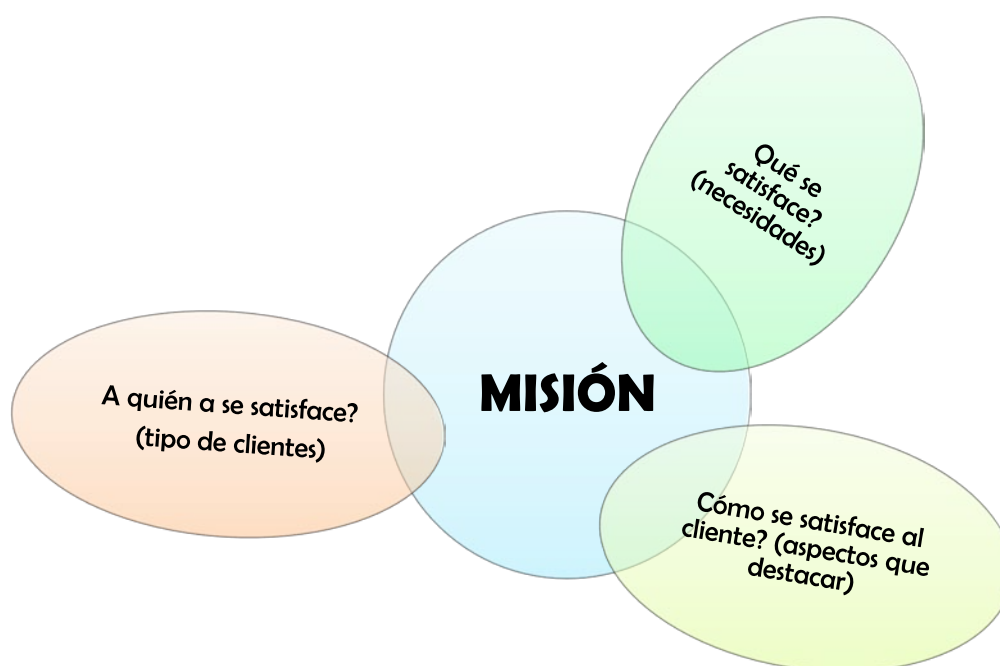 Qué se
satisface?
(necesidades)
MISIÓN
A quién a se satisface?
(tipo de clientes)
Cómo se satisface al
cliente? (aspectos que
destacar)